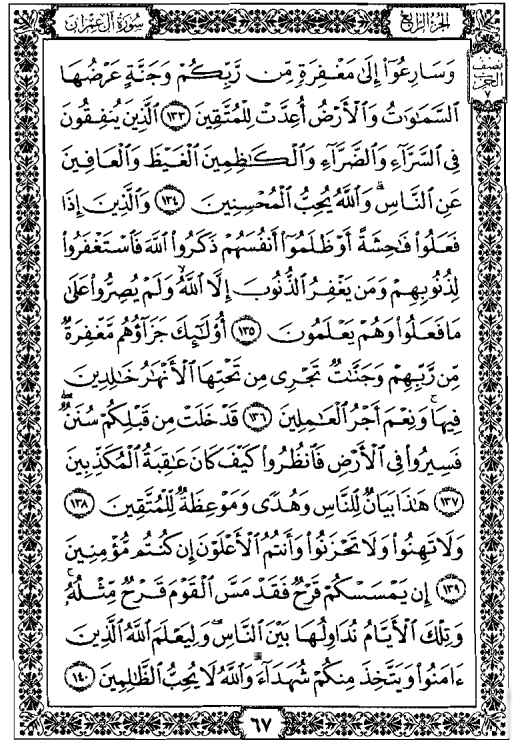 سورة آل عمران
الجزء الرابع
نصف
الحزب
٧
وَسَارِعُوٓا۟ إِلَىٰ مَغْفِرَةٍ مِّن رَّبِّكُمْ وَجَنَّةٍ عَرْضُهَا
ٱلسَّمَٰوَٰتُ وَٱلْأَرْضُ أُعِدَّتْ لِلْمُتَّقِينَ ١٣٣ ٱلَّذِينَ يُنفِقُونَ
فِى ٱلسَّرَّآءِ وَٱلضَّرَّآءِ وَٱلْكَٰظِمِينَ ٱلْغَيْظَ وَٱلْعَافِينَ
عَنِ ٱلنَّاسِ ۗ وَٱللَّهُ يُحِبُّ ٱلْمُحْسِنِينَ ١٣٤ وَٱلَّذِينَ إِذَا
فَعَلُوا۟ فَٰحِشَةً أَوْ ظَلَمُوٓا۟ أَنفُسَهُمْ ذَكَرُوا۟ ٱللَّهَ فَٱسْتَغْفَرُوا۟
لِذُنُوبِهِمْ وَمَن يَغْفِرُ ٱلذُّنُوبَ إِلَّا ٱللَّهُ وَلَمْ يُصِرُّوا۟ عَلَىٰ
مَا فَعَلُوا۟ وَهُمْ يَعْلَمُونَ ١٣٥ أُو۟لَٰٓئِكَ جَزَآؤُهُم مَّغْفِرَةٌ
مِّن رَّبِّهِمْ وَجَنَّٰتٌ تَجْرِى مِن تَحْتِهَا ٱلْأَنْهَٰرُ خَٰلِدِينَ
فِيهَا ۚ وَنِعْمَ أَجْرُ ٱلْعَٰمِلِينَ ١٣٦ قَدْ خَلَتْ مِن قَبْلِكُمْ سُنَنٌ
فَسِيرُوا۟ فِى ٱلْأَرْضِ فَٱنظُرُوا۟ كَيْفَ كَانَ عَٰقِبَةُ ٱلْمُكَذِّبِينَ
١٣٧ هَٰذَا بَيَانٌ لِّلنَّاسِ وَهُدًى وَمَوْعِظَةٌ لِّلْمُتَّقِينَ ١٣٨
وَلَا تَهِنُوا۟ وَلَا تَحْزَنُوا۟ وَأَنتُمُ ٱلْأَعْلَوْنَ إِن كُنتُم مُّؤْمِنِينَ
١٣٩ إِن يَمْسَسْكُمْ قَرْحٌ فَقَدْ مَسَّ ٱلْقَوْمَ قَرْحٌ مِّثْلُهُۥ ۚ
وَتِلْكَ ٱلْأَيَّامُ نُدَاوِلُهَا بَيْنَ ٱلنَّاسِ وَلِيَعْلَمَ ٱللَّهُ ٱلَّذِينَ
ءَامَنُوا۟ وَيَتَّخِذَ مِنكُمْ شُهَدَآءَ ۗ وَٱللَّهُ لَا يُحِبُّ ٱلظَّٰلِمِينَ ١٤٠
٦٧